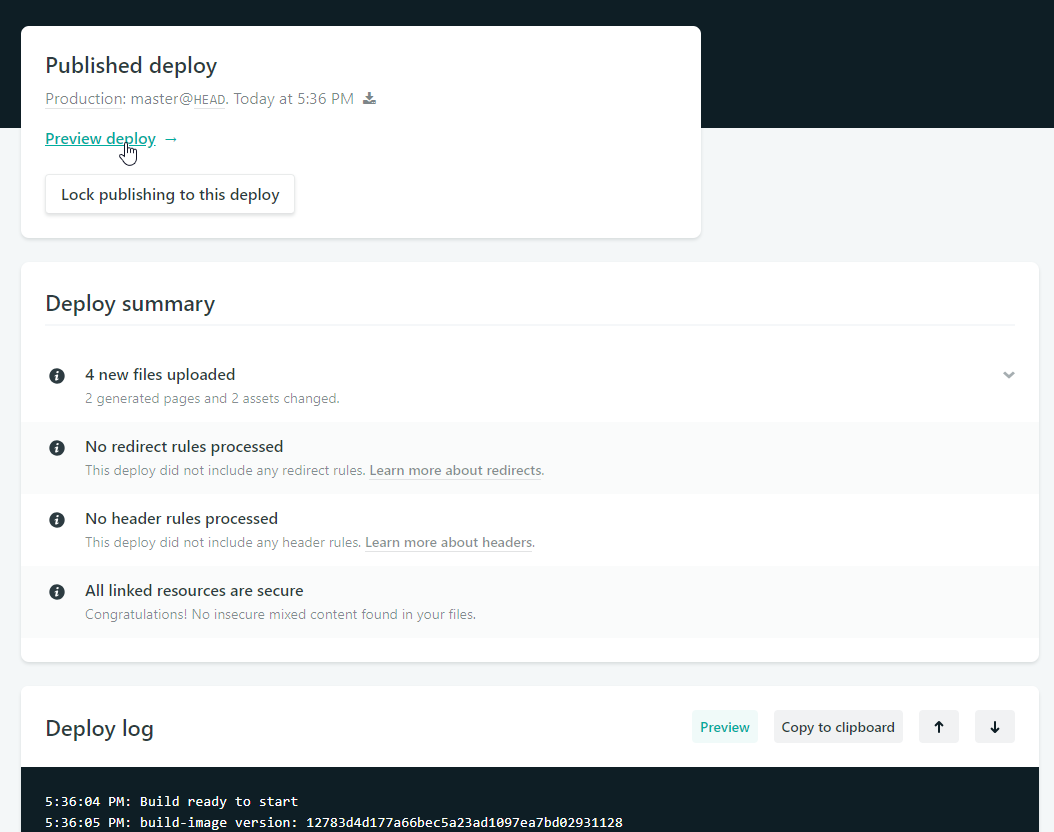 Published deploy
Production: master@HEAD. Today at 5:36 PM
Preview deploy →
Lock publishing to this deploy
Deploy summary
4 new files uploaded
2 generated pages and 2 assets changed.
No redirect rules processed
This deploy did not include any redirect rules. Learn more about redirects.
No header rules processed
This deploy did not include any header rules. Learn more about headers.
All linked resources are secure
Congratulations! No insecure mixed content found in your files.
Deploy log
Preview
Copy to clipboard
↑
↓
5:36:04 PM: Build ready to start
5:36:05 PM: build-image version: 12783d4d177a66bec5a23ad1097ea7bd02931128